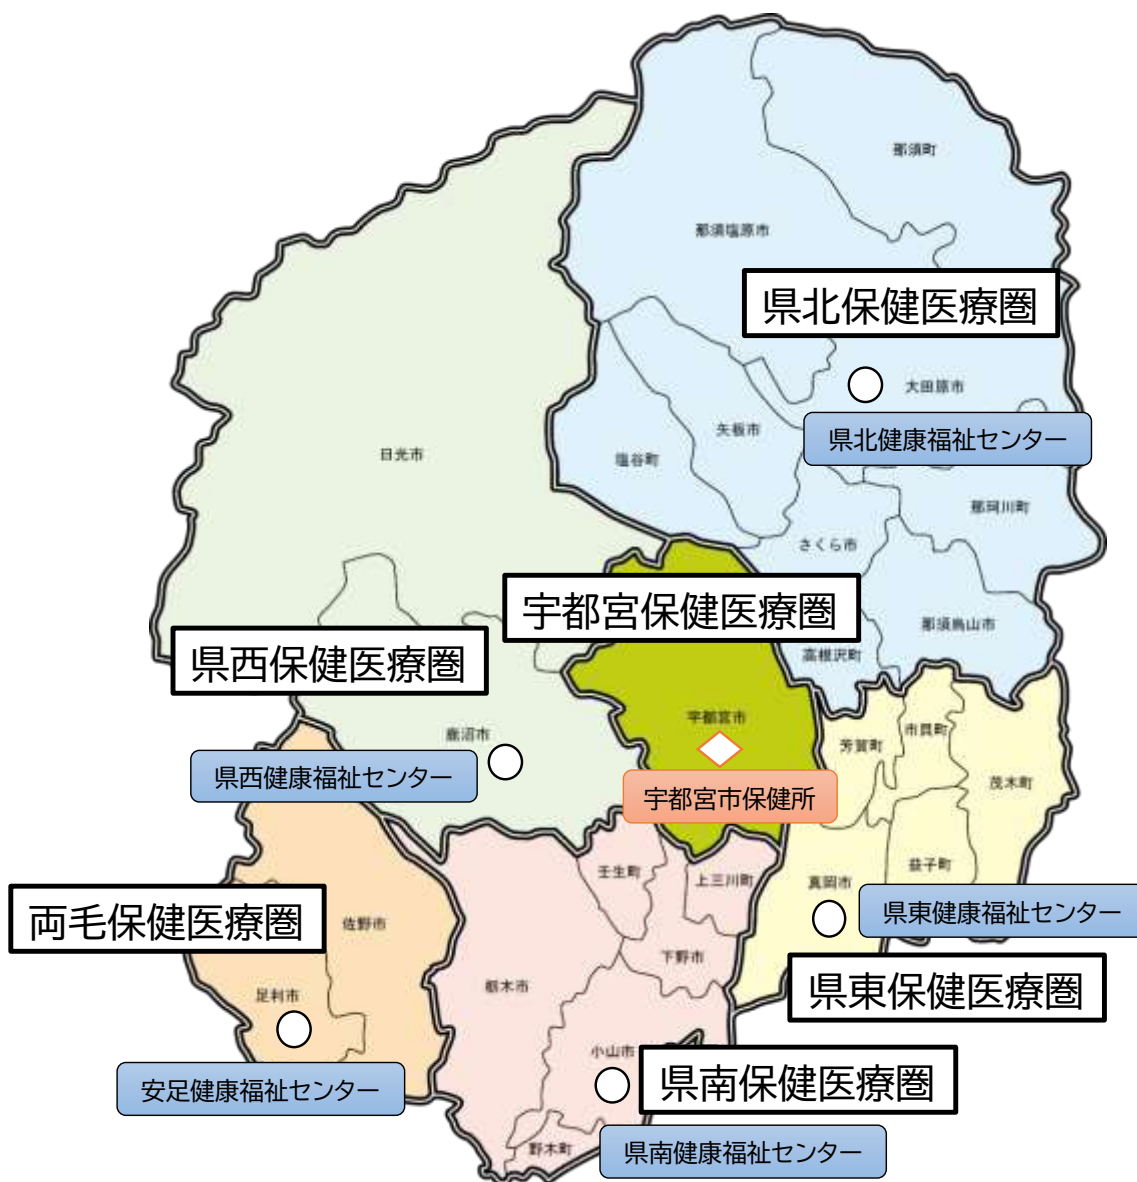 那須町
那須塩原市
県北保健医療圏
大田原市
県北健康福祉センター
矢板市
塩谷町
日光市
那珂川町
さくら市
宇都宮保健医療圏
那須烏山市
県西保健医療圏
高根沢町
宇都宮市
鹿沼市
市貝町
芳賀町
県西健康福祉センター
茂木町
宇都宮市保健所
壬生町
上三川町
益子町
真岡市
県東健康福祉センター
両毛保健医療圏
佐野市
下野市
栃木市
足利市
県東保健医療圏
小山市
県南保健医療圏
安足健康福祉センター
野木町
県南健康福祉センター